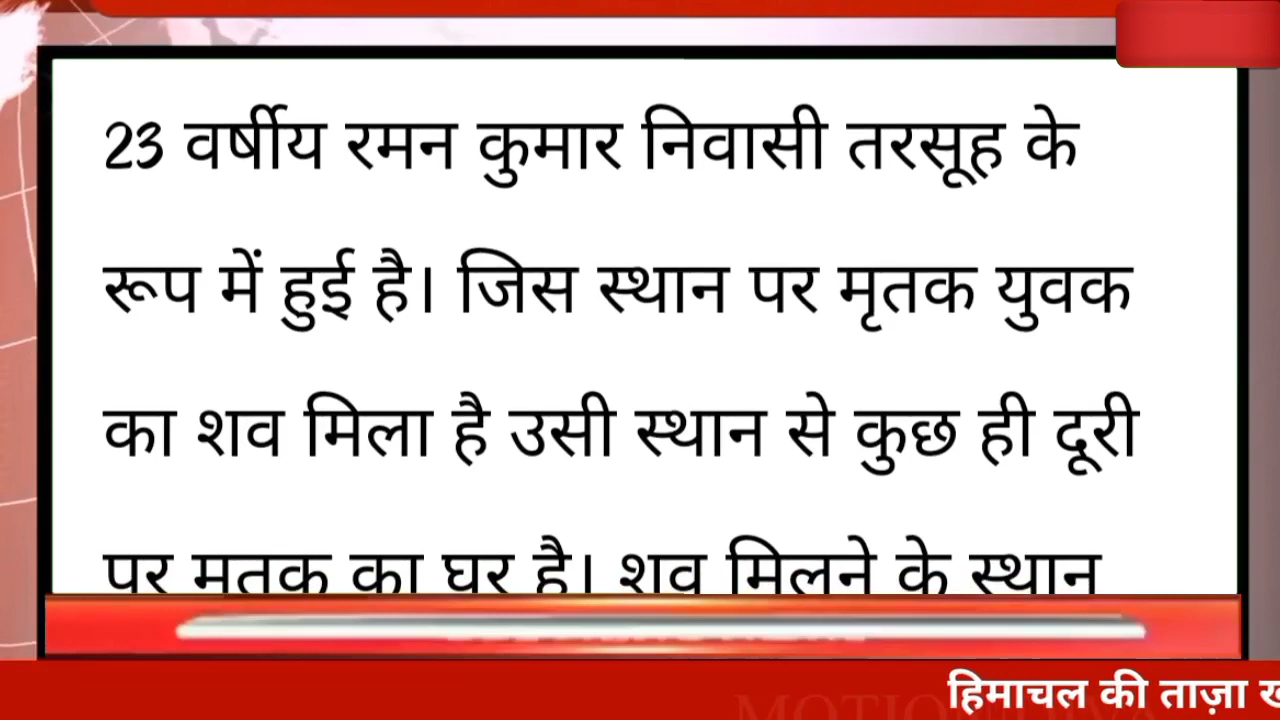 23 वर्षीय रमन कुमार निवासी तरसूह के
रूप में हुई है। जिस स्थान पर मृतक युवक
का शव मिला है उसी स्थान से कुछ ही दूरी
पर मृतक का घर है। शव मिलने के स्थान
हिमाचल की ताज़ा